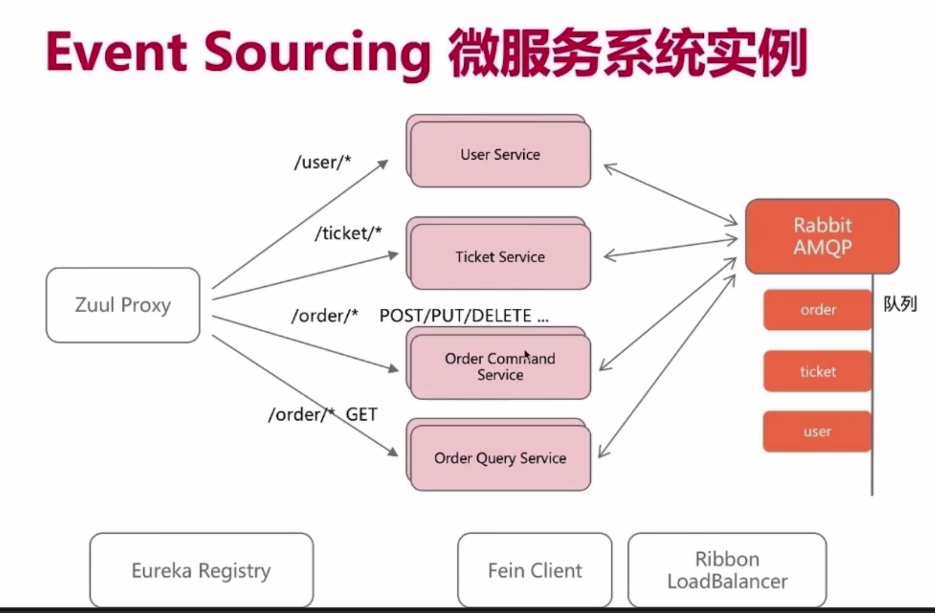 Event Sourcing 微服务系统实例
/user/*
User Service
/ticket/*
Ticket Service
Rabbit
AMQP
Zuul Proxy
/order/* POST/PUT/DELETE ...
Order Command
Service
/order/* GET
Order Query Service
队列
order
ticket
user
Eureka Registry
Fein Client
Ribbon
LoadBalancer